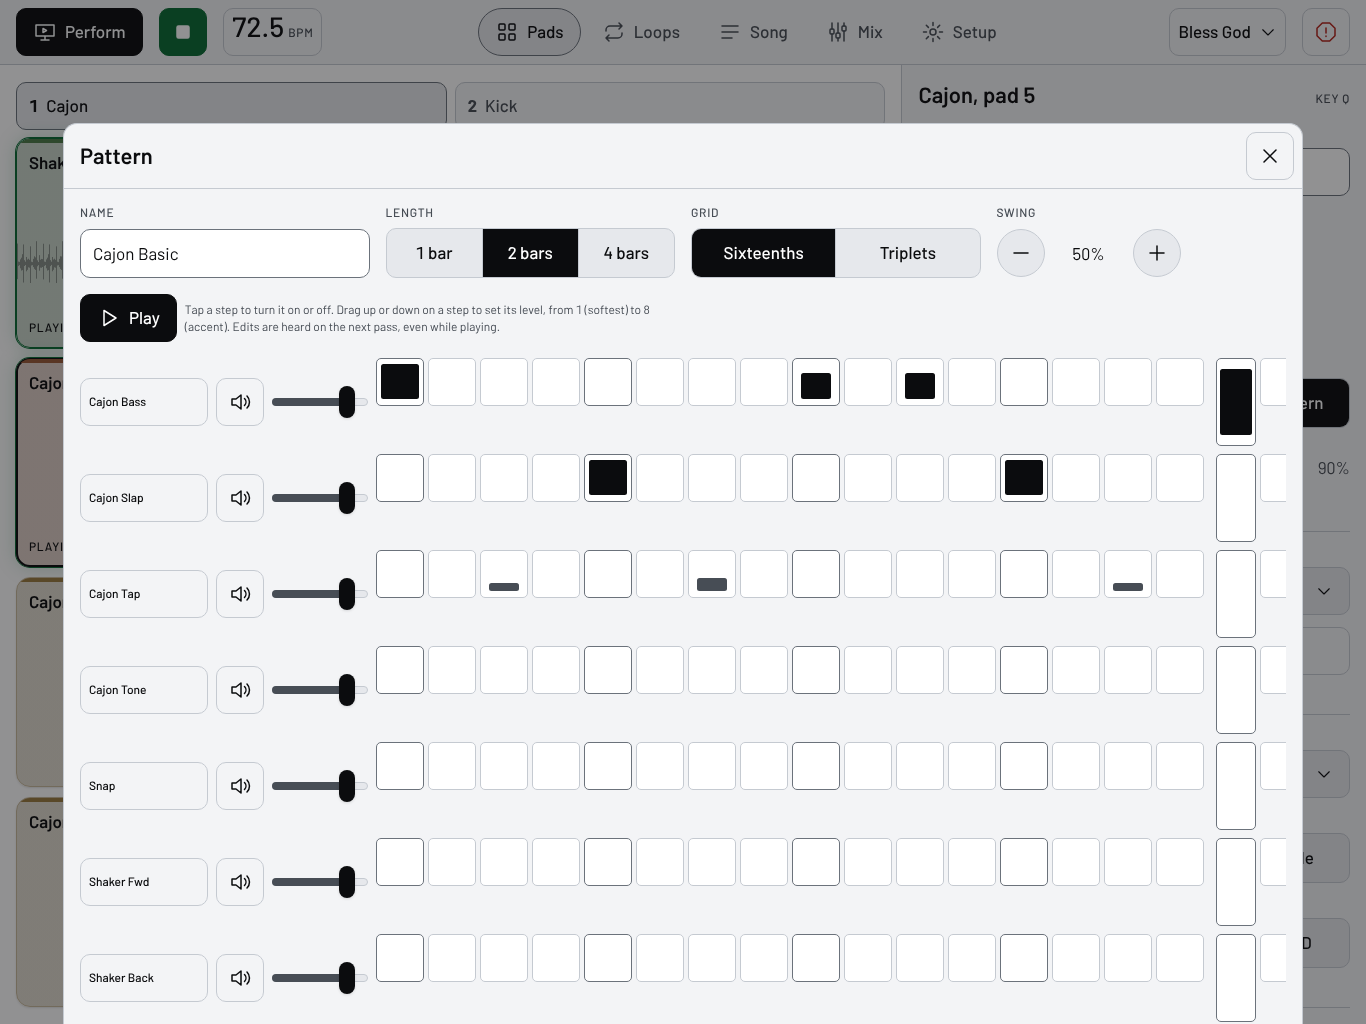 Perform
72.5 BPM
Pads
Loops
Song
Mix
Setup
Bless God
1 Cajon
2 Kick
Cajon, pad 5
KEY Q
Pattern
NAME
LENGTH
GRID
SWING
Cajon Basic
1 bar
2 bars
4 bars
Sixteenths
Triplets
50%
Play
Tap a step to turn it on or off. Drag up or down on a step to set its level, from 1 (softest) to 8
(accent). Edits are heard on the next pass, even while playing.
Cajon Bass
Cajon Slap
90%
Cajon Tap
Cajon Tone
Snap
Shaker Fwd
Shaker Back